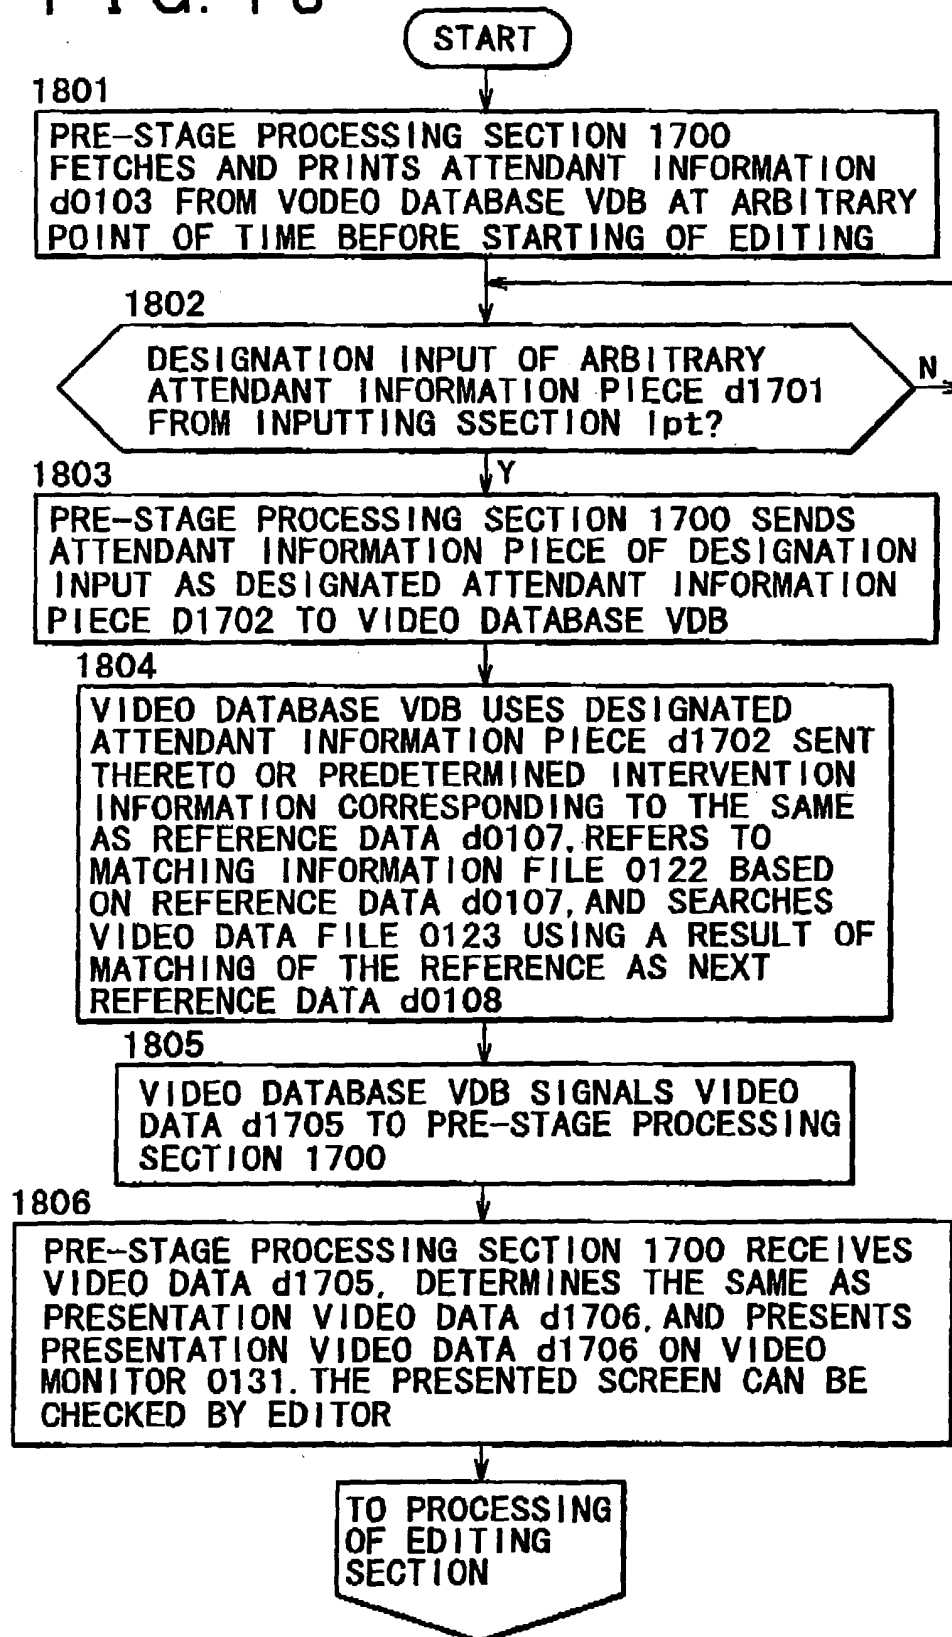 START
1801
PRE-STAGE PROCESSING SECTION 1700
FETCHES AND PRINTS ATTENDANT INFORMATION
d0103 FROM VODEO DATABASE VDB AT ARBITRARY
POINT OF TIME BEFORE STARTING OF EDITING
1802
DESIGNATION INPUT OF ARBITRARY
ATTENDANT INFORMATION PIECE d1701
FROM INPUTTING SSECTION Ipt?
N
Y
1803
PRE-STAGE PROCESSING SECTION 1700 SENDS
ATTENDANT INFORMATION PIECE OF DESIGNATION
INPUT AS DESIGNATED ATTENDANT INFORMATION
PIECE D1702 TO VIDEO DATABASE VDB
1804
VIDEO DATABASE VDB USES DESIGNATED
ATTENDANT INFORMATION PIECE d1702 SENT
THERETO OR PREDETERMINED INTERVENTION
INFORMATION CORRESPONDING TO THE SAME
AS REFERENCE DATA d0107, REFERS TO
MATCHING INFORMATION FILE 0122 BASED
ON REFERENCE DATA d0107, AND SEARCHES
VIDEO DATA FILE 0123 USING A RESULT OF
MATCHING OF THE REFERENCE AS NEXT
REFERENCE DATA d0108
1805
VIDEO DATABASE VDB SIGNALS VIDEO
DATA d1705 TO PRE-STAGE PROCESSING
SECTION 1700
1806
PRE-STAGE PROCESSING SECTION 1700 RECEIVES
VIDEO DATA d1705, DETERMINES THE SAME AS
PRESENTATION VIDEO DATA d1706, AND PRESENTS
PRESENTATION VIDEO DATA d1706 ON VIDEO
MONITOR 0131. THE PRESENTED SCREEN CAN BE
CHECKED BY EDITOR
TO PROCESSING
OF EDITING
SECTION